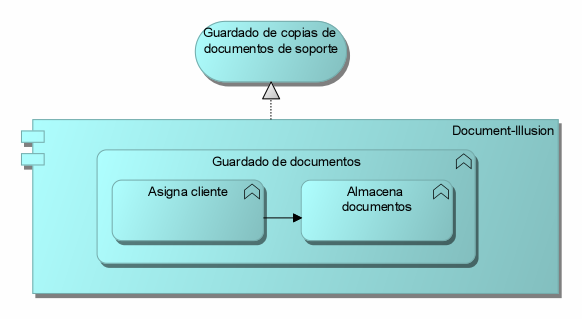 Guardado de copias de
documentos de soporte
Document-Illusion
Guardado de documentos
Asigna cliente
Almacena
documentos